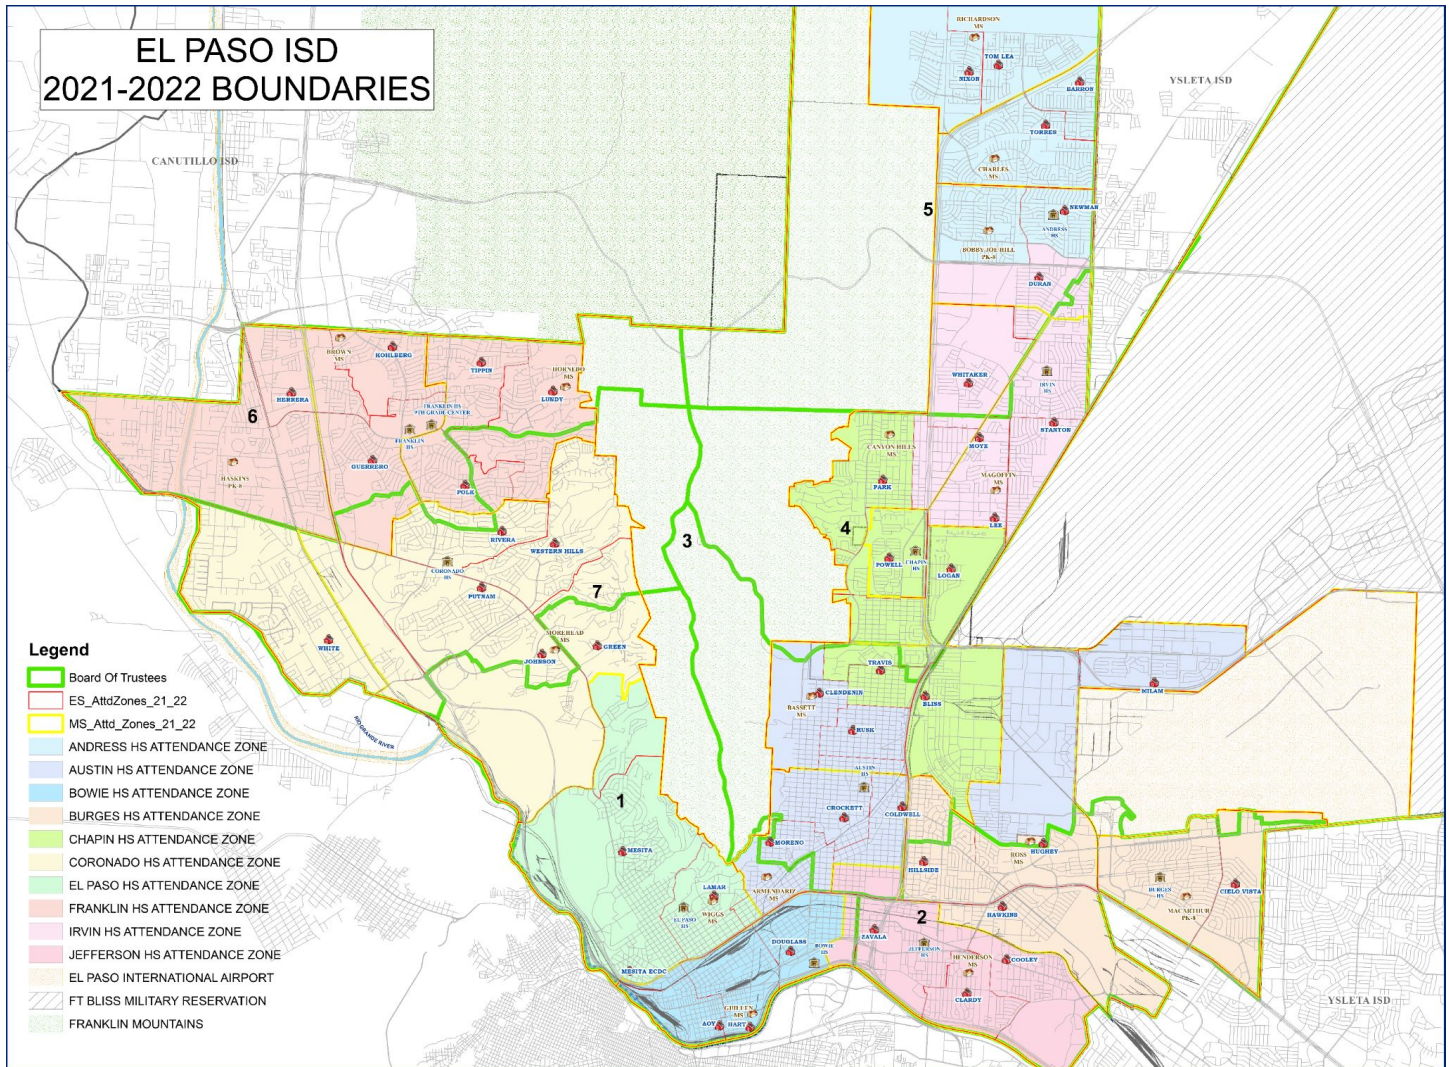 EL PASO ISD
2021-2022 BOUNDARIES
RICHARDSON
MS
TOM LEA
NIXON
BARRON
YSLETA ISD
TORRES
CANUTILLO ISD
CHARLES
MS
5
NEWMAN
ANDRESS
HS
BOBBY JOE HILL
PK-8
DURAN
BROWN
MS
KOHLBERG
TIPPIN
HORNEDO
MS
LUNDY
HERRERA
WHITAKER
IRVIN
HS
6
FRANKLIN HS
9TH GRADE CENTER
FRANKLIN
HS
STANTON
MOYE
CANYON HILLS
MS
GUERRERO
HASKINS
PK-8
POLK
PARK
MAGOFFIN
MS
LEE
4
3
RIVERA
WESTERN HILLS
CORONADO
HS
POWELL
CHAPIN
HS
LOGAN
PUTNAM
7
MOREHEAD
MS
WHITE
JOHNSON
GREEN
TRAVIS
MILAM
CLENDENIN
BASSETT
MS
BLISS
RIO GRANDE RIVER
RUSK
AUSTIN
HS
1
CROCKETT
COLDWELL
MORENO
MESITA
HUGHEY
ROSS
MS
HILLSIDE
ARMENDARIZ
MS
LAMAR
WIGGS
MS
EL PASO
HS
BURGES
HS
CIELO VISTA
MACARTHUR
PK-8
HAWKINS
2
ZAVALA
JEFFERSON
HS
DOUGLASS
BOWIE
HS
HENDERSON
MS
COOLEY
CLARDY
MESITA ECDC
GUILLEN
MS
AOY
HART
YSLETA ISD
Legend
Board Of Trustees
ES_AttdZones_21_22
MS_Attd_Zones_21_22
ANDRESS HS ATTENDANCE ZONE
AUSTIN HS ATTENDANCE ZONE
BOWIE HS ATTENDANCE ZONE
BURGES HS ATTENDANCE ZONE
CHAPIN HS ATTENDANCE ZONE
CORONADO HS ATTENDANCE ZONE
EL PASO HS ATTENDANCE ZONE
FRANKLIN HS ATTENDANCE ZONE
IRVIN HS ATTENDANCE ZONE
JEFFERSON HS ATTENDANCE ZONE
EL PASO INTERNATIONAL AIRPORT
FT BLISS MILITARY RESERVATION
FRANKLIN MOUNTAINS